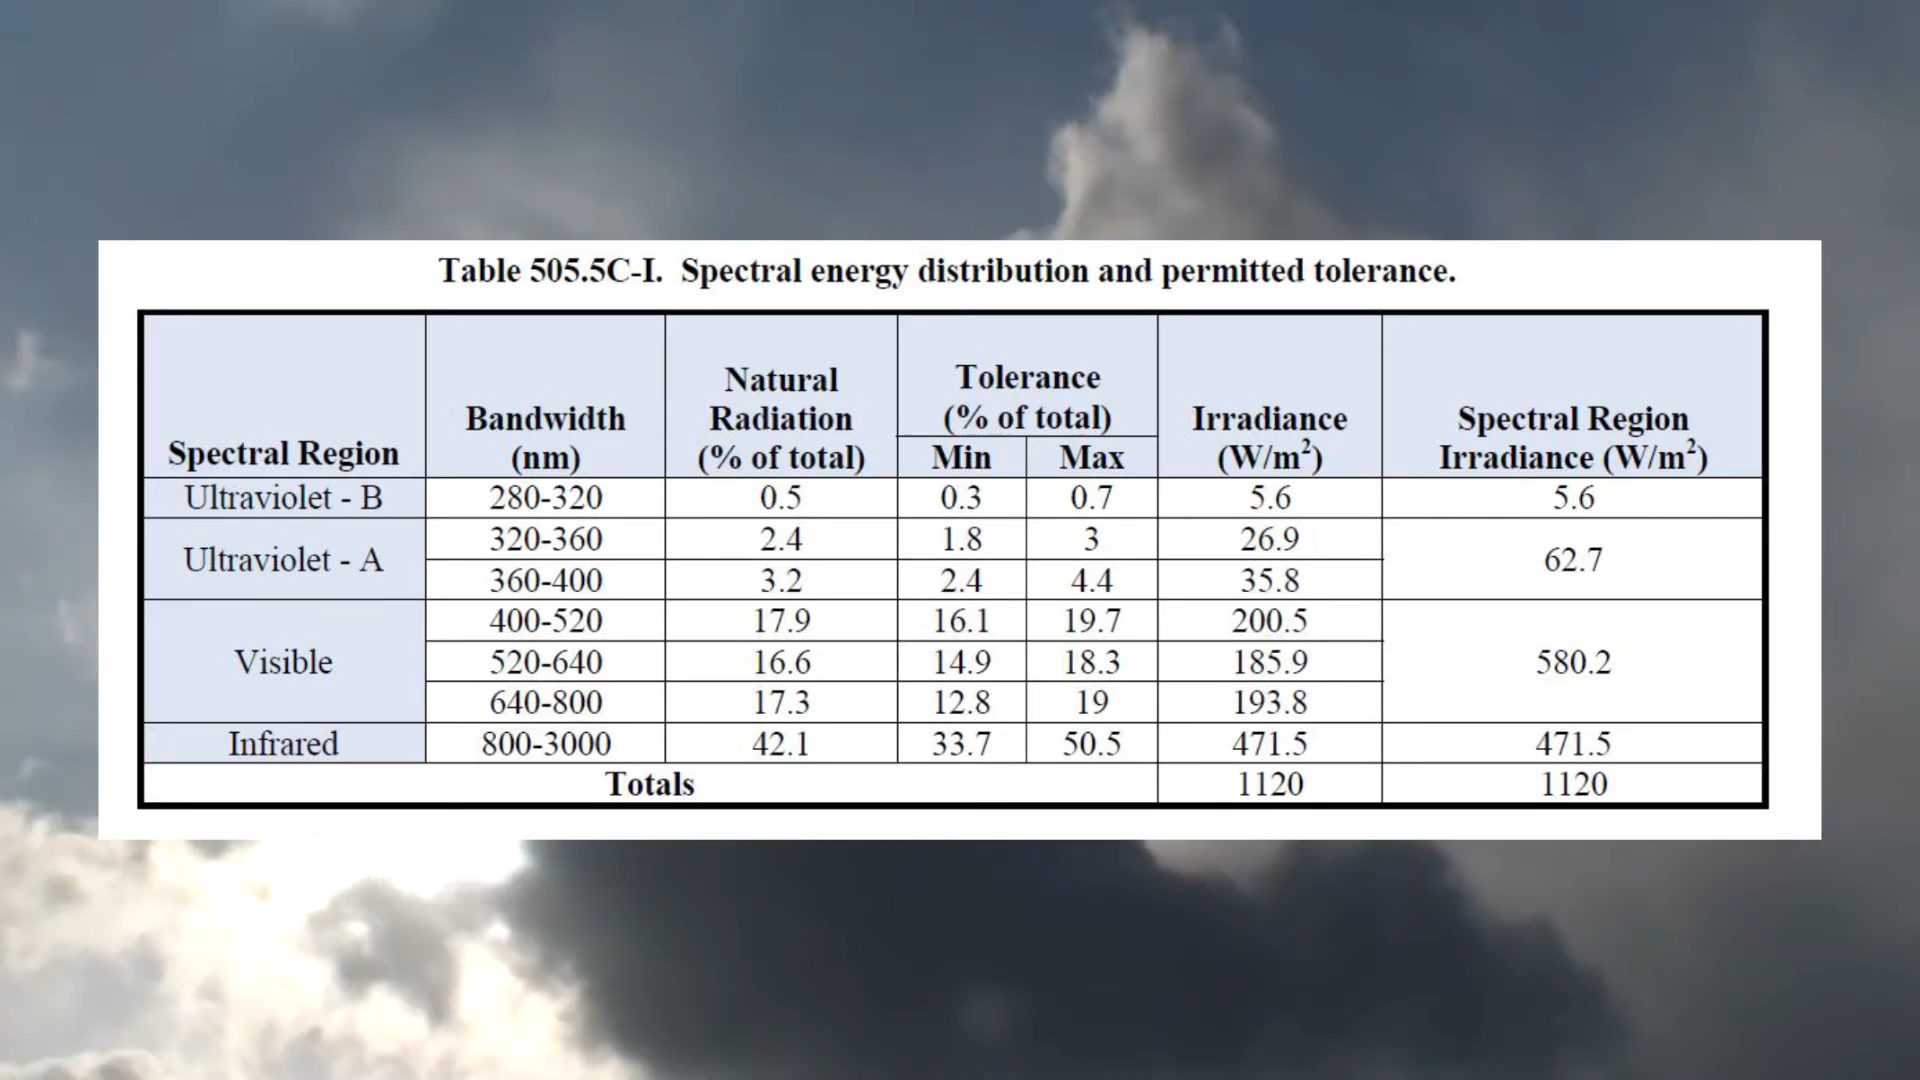 Table 505.5C-I. Spectral energy distribution and permitted tolerance.
Spectral Region
Bandwidth
(nm)
Natural
Radiation
(% of total)
Tolerance
(% of total)
Min
Max
Irradiance
(W/m²)
Spectral Region
Irradiance (W/m²)
Ultraviolet - B 280-320 0.5 0.3 0.7 5.6 5.6
Ultraviolet - A
320-360 2.4 1.8 3 26.9
62.7
360-400 3.2 2.4 4.4 35.8
400-520 17.9 16.1 19.7 200.5
Visible 520-640 16.6 14.9 18.3 185.9 580.2
640-800 17.3 12.8 19 193.8
Infrared 800-3000 42.1 33.7 50.5 471.5 471.5
Totals 1120 1120